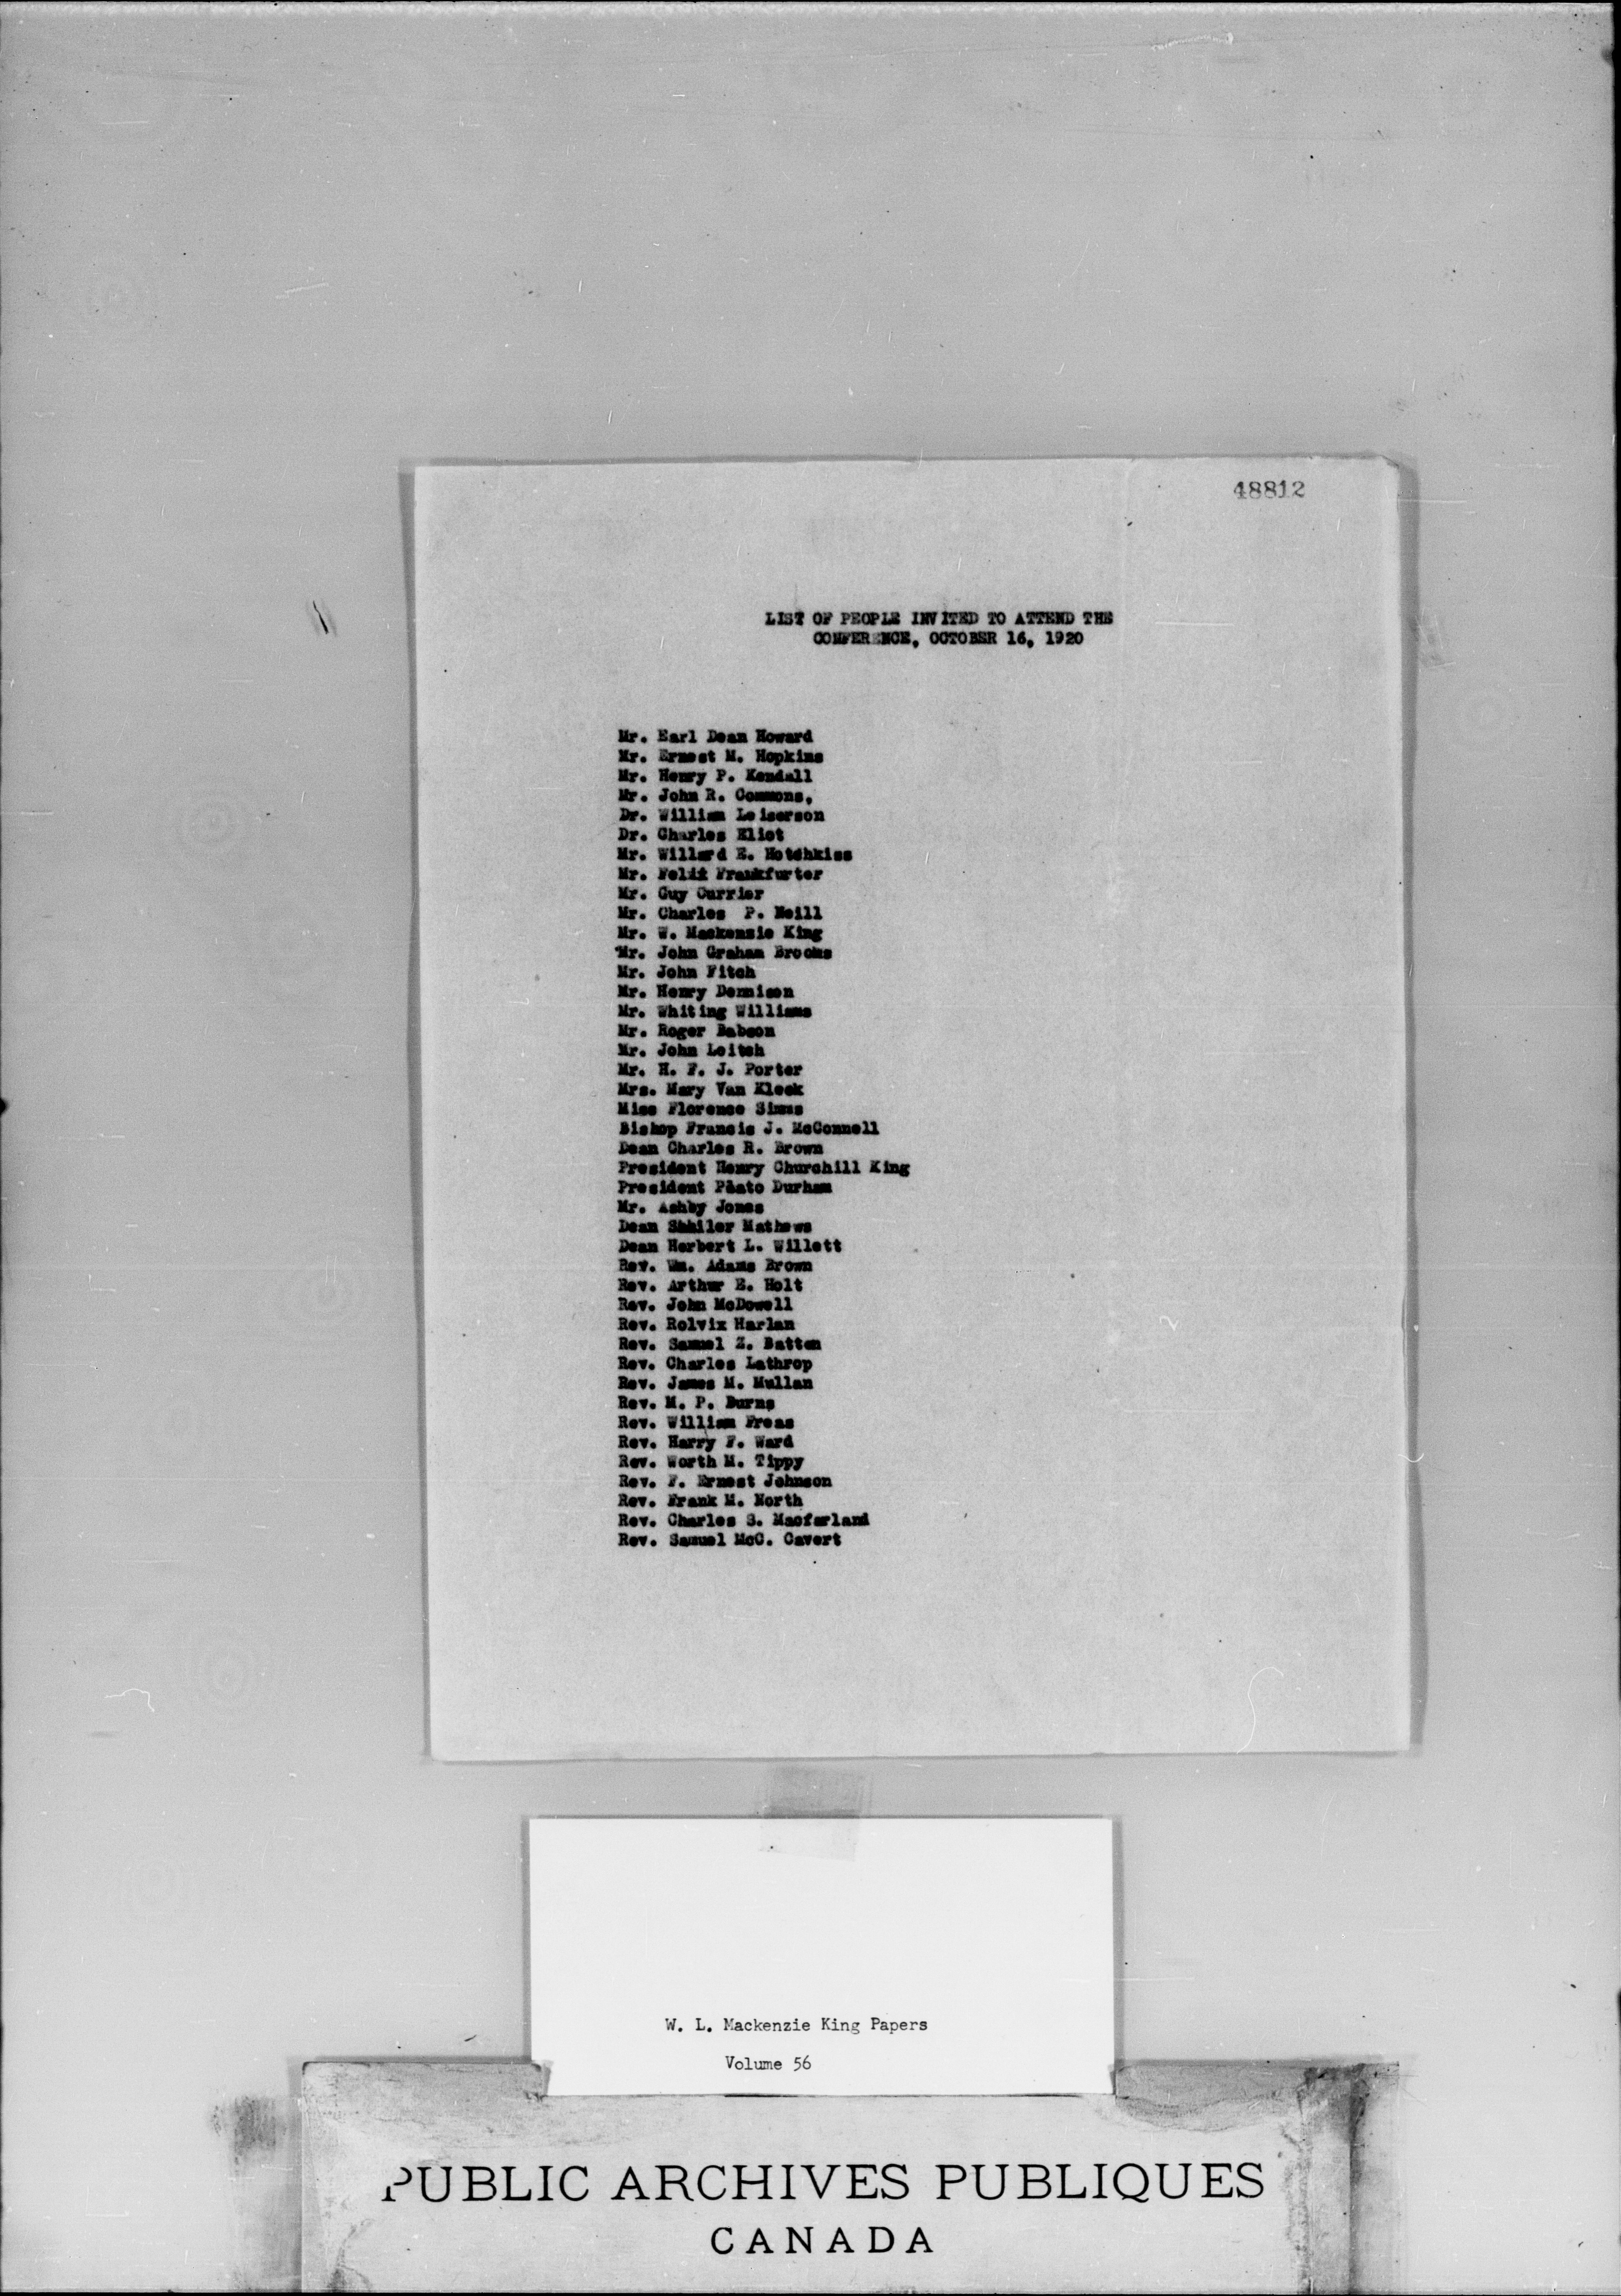 48812
LIST OF PEOPLE INVITED TO ATTEND THE
CONFERENCE, OCTOBER 16, 1920
Mr. Earl Dean Howard
Mr. Ernest M. Hopkins
Mr. Henry P. Kendall
Mr. John R. Commons,
Dr. William Leiserson
Dr. Charles Eliot
Mr. Willard E. Hotchkiss
Mr. Felix Frankfurter
Mr. Guy Currier
Mr. Charles P. Neill
Mr. W. Mackenzie King
Mr. John Graham Brooks
Mr. John Fitch
Mr. Henry Dennison
Mr. Whiting Williams
Mr. Roger Babson
Mr. John Leitch
Mr. H. F. J. Porter
Mrs. Mary Van Kleek
Miss Florence Simms
Bishop Francis J. McConnell
Dean Charles R. Brown
President Henry Churchill King
President Plato Durham
Mr. Ashby Jones
Dean Shailer Mathews
Dean Herbert L. Willett
Rev. Wm. Adams Brown
Rev. Arthur E. Holt
Rev. John McDowell
Rev. Rolvix Harlan
Rev. Samuel Z. Batten
Rev. Charles Lathrop
Rev. James M. Mullan
Rev. M. P. Burns
Rev. William Freas
Rev. Harry F. Ward
Rev. Worth M. Tippy
Rev. F. Ernest Johnson
Rev. Frank M. North
Rev. Charles S. Macfarland
Rev. Samuel McC. Cavert
W. L. Mackenzie King Papers
Volume 56
PUBLIC ARCHIVES PUBLIQUES
CANADA